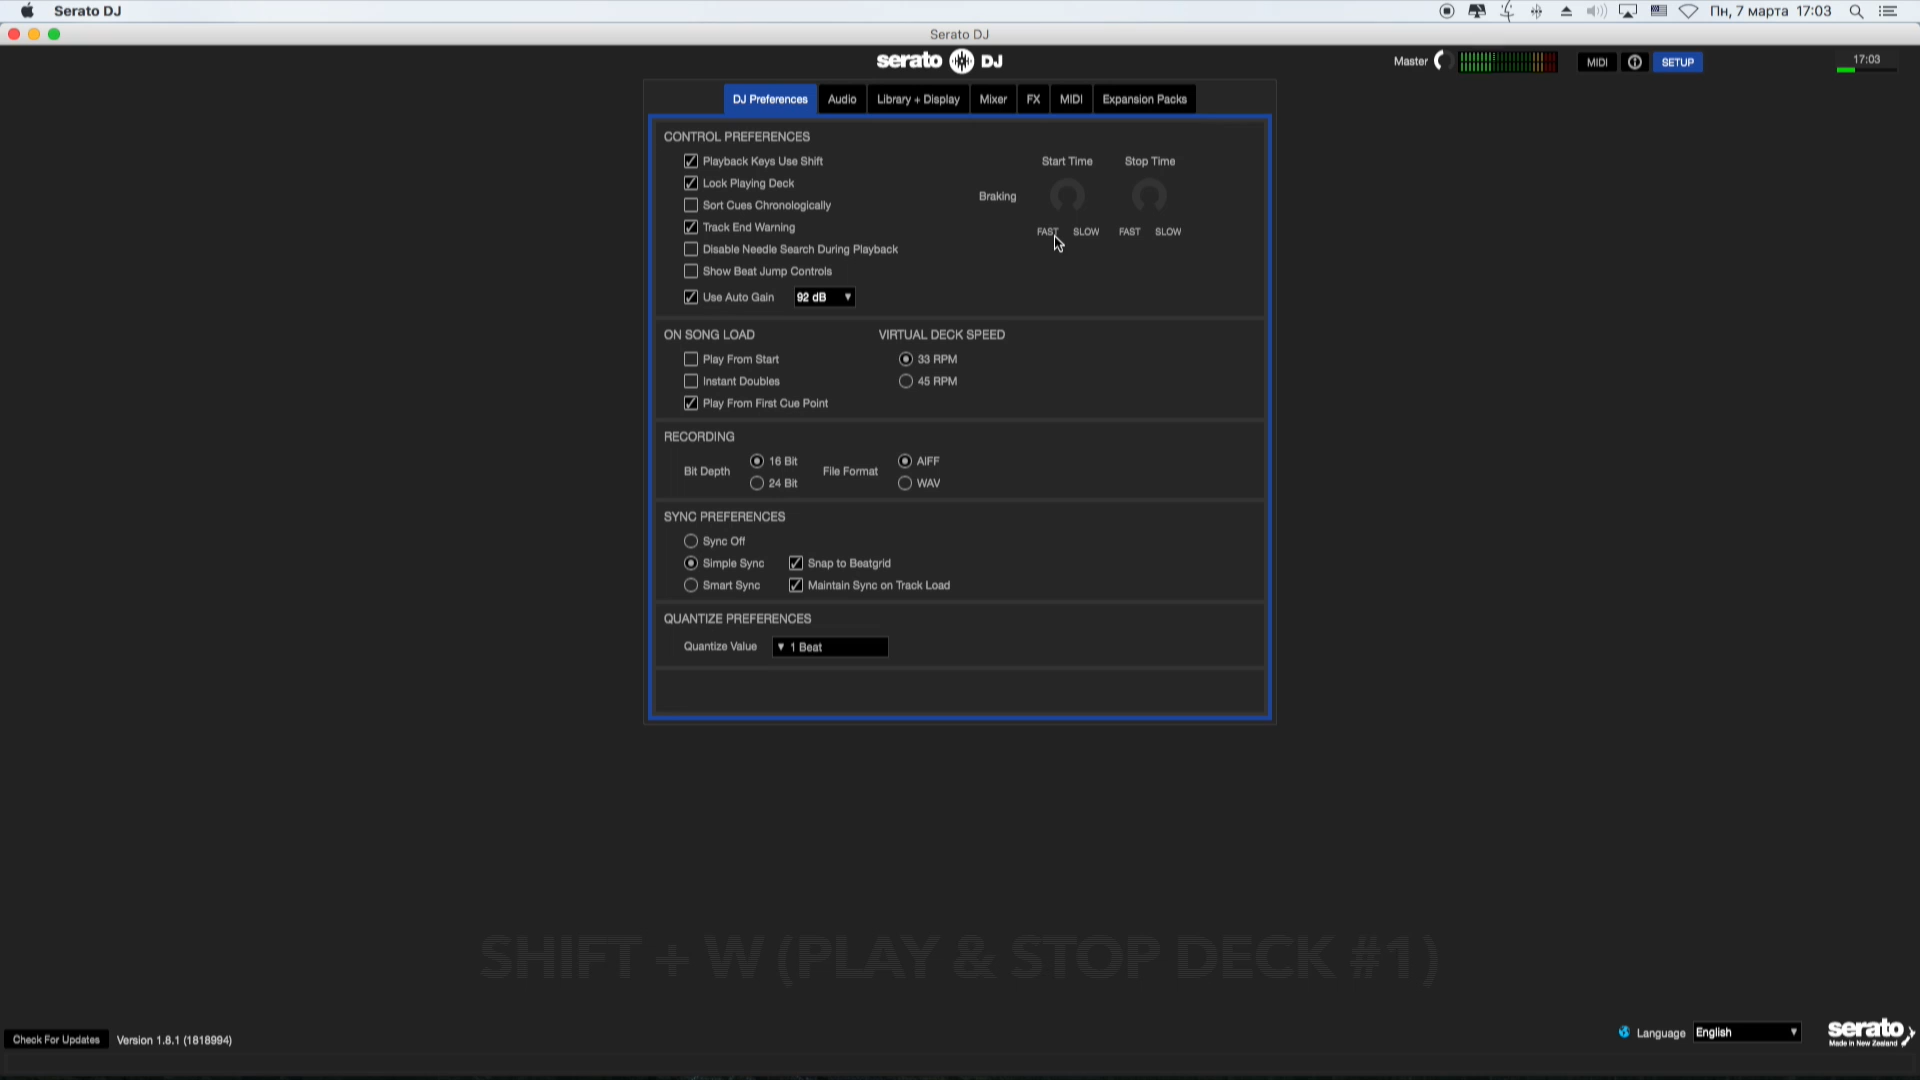 Serato DJ
Пн, 7 марта 17:03
Serato DJ
serato DJ
Master
MIDI
SETUP
17:03
DJ Preferences
Audio
Library + Display
Mixer
FX
MIDI
Expansion Packs
CONTROL PREFERENCES
Playback Keys Use Shift
Start Time
Stop Time
Lock Playing Deck
Braking
Sort Cues Chronologically
Track End Warning
FAST
SLOW
FAST
SLOW
Disable Needle Search During Playback
Show Beat Jump Controls
Use Auto Gain
92 dB
ON SONG LOAD
VIRTUAL DECK SPEED
Play From Start
33 RPM
Instant Doubles
45 RPM
Play From First Cue Point
RECORDING
Bit Depth
16 Bit
24 Bit
File Format
AIFF
WAV
SYNC PREFERENCES
Sync Off
Simple Sync
Snap to Beatgrid
Smart Sync
Maintain Sync on Track Load
QUANTIZE PREFERENCES
Quantize Value
1 Beat
SHIFT + W (PLAY & STOP DECK #1)
Check For Updates
Version 1.8.1 (1818994)
Language
English
serato
Made in New Zealand